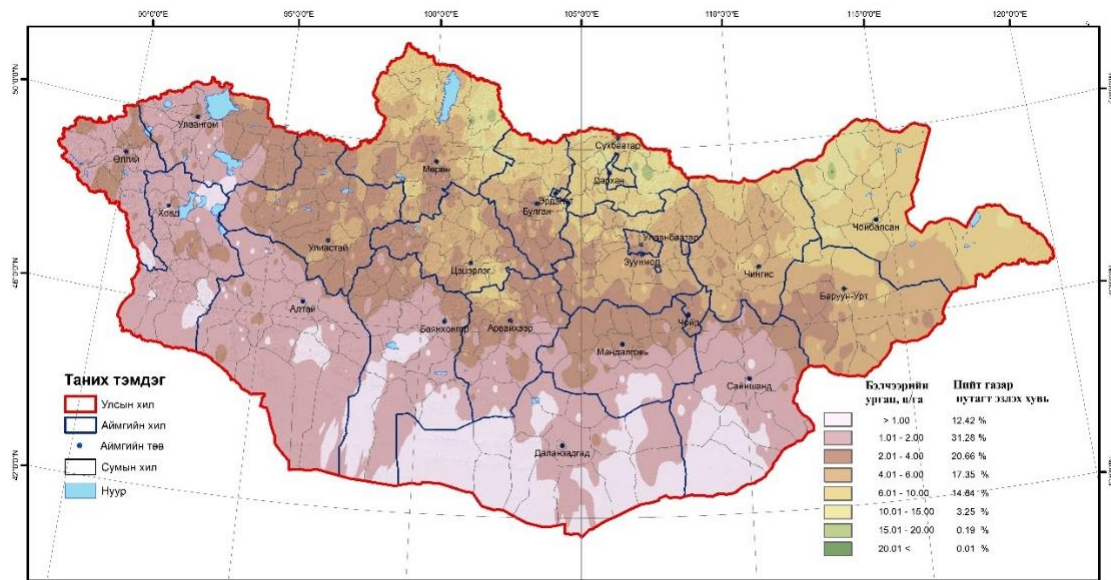 90°0'0"E 95°0'0"E 100°0'0"E 105°0'0"E 110°0'0"E 115°0'0"E 120°0'0"E
50°0'0"N
Улаангом
Өлгий
Ховд
Мөрөн
Сүхбаатар
Дархан
Эрдэнэт
Булган
Улиастай
Цэцэрлэг
Улаанбаатар
Зуунмод
Чингис
Чойбалсан
Баруун-Урт
Алтай
Баянхонгор
Арвайхээр
Чойр
Мандалговь
Сайншанд
Даланзадгад
Таних тэмдэг
Улсын хил
Аймгийн хил
Аймгийн төв
Сумын хил
Нуур
Бэлчээрийн ургац, ц/га
Нийт газар нутагт эзлэх хувь
> 1.00 12.42 %
1.01 - 2.00 31.28 %
2.01 - 4.00 20.66 %
4.01 - 6.00 17.35 %
6.01 - 10.00 14.84 %
10.01 - 15.00 3.25 %
15.01 - 20.00 0.19 %
20.01 < 0.01 %
105°0'0"E 110°0'0"E